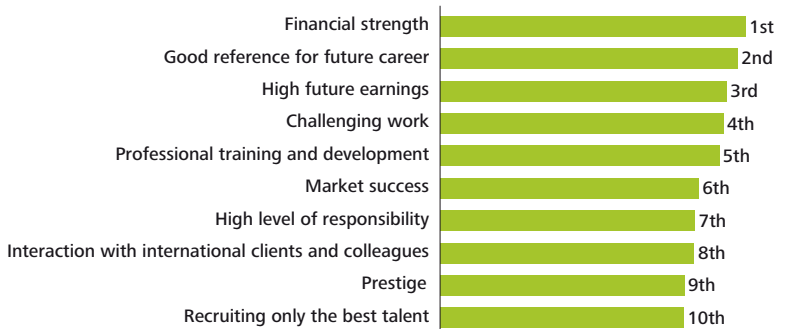 Financial strength 1st
Good reference for future career 2nd
High future earnings 3rd
Challenging work 4th
Professional training and development 5th
Market success 6th
High level of responsibility 7th
Interaction with international clients and colleagues 8th
Prestige 9th
Recruiting only the best talent 10th